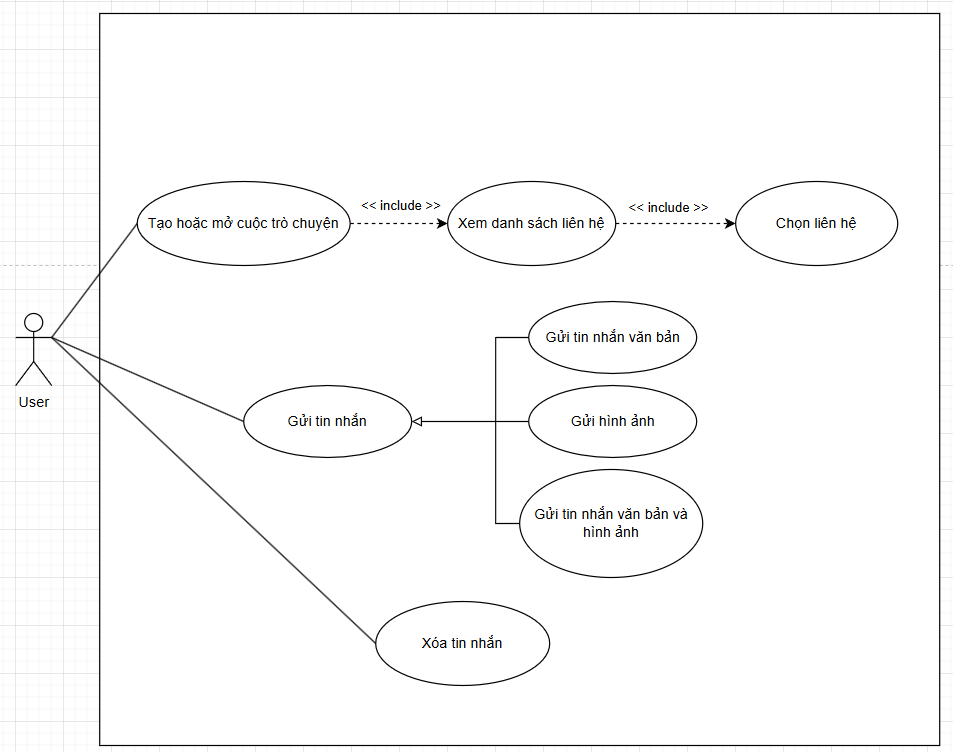 Tạo hoặc mở cuộc trò chuyện
<< include >>
Xem danh sách liên hệ
<< include >>
Chọn liên hệ
User
Gửi tin nhắn
Gửi tin nhắn văn bản
Gửi hình ảnh
Gửi tin nhắn văn bản và
hình ảnh
Xóa tin nhắn